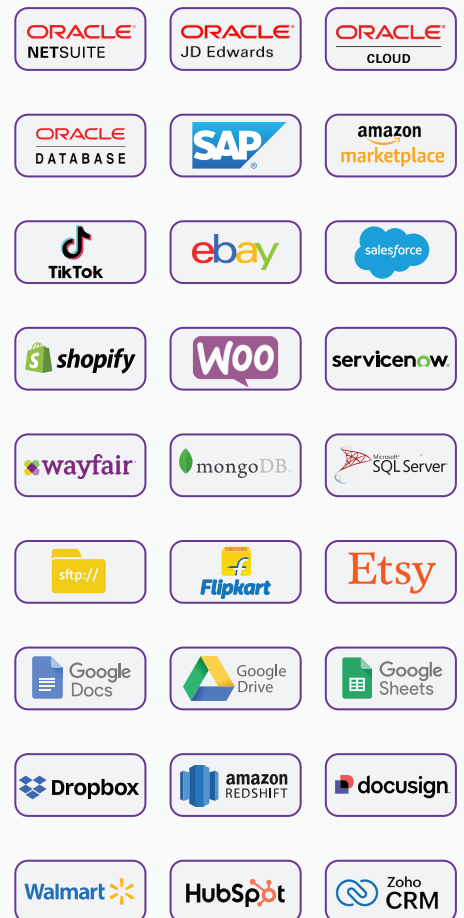 ORACLE
NETSUITE
ORACLE
JD Edwards
ORACLE
CLOUD
ORACLE
DATABASE
SAP
amazon
marketplace
TikTok
ebay
salesforce
shopify
WOO
servicenow
wayfair
mongoDB
Microsoft
SQL Server
sftp://
Flipkart
Etsy
Google
Docs
Google
Drive
Google
Sheets
Dropbox
amazon
REDSHIFT
docusign
Walmart
HubSpot
Zoho
CRM